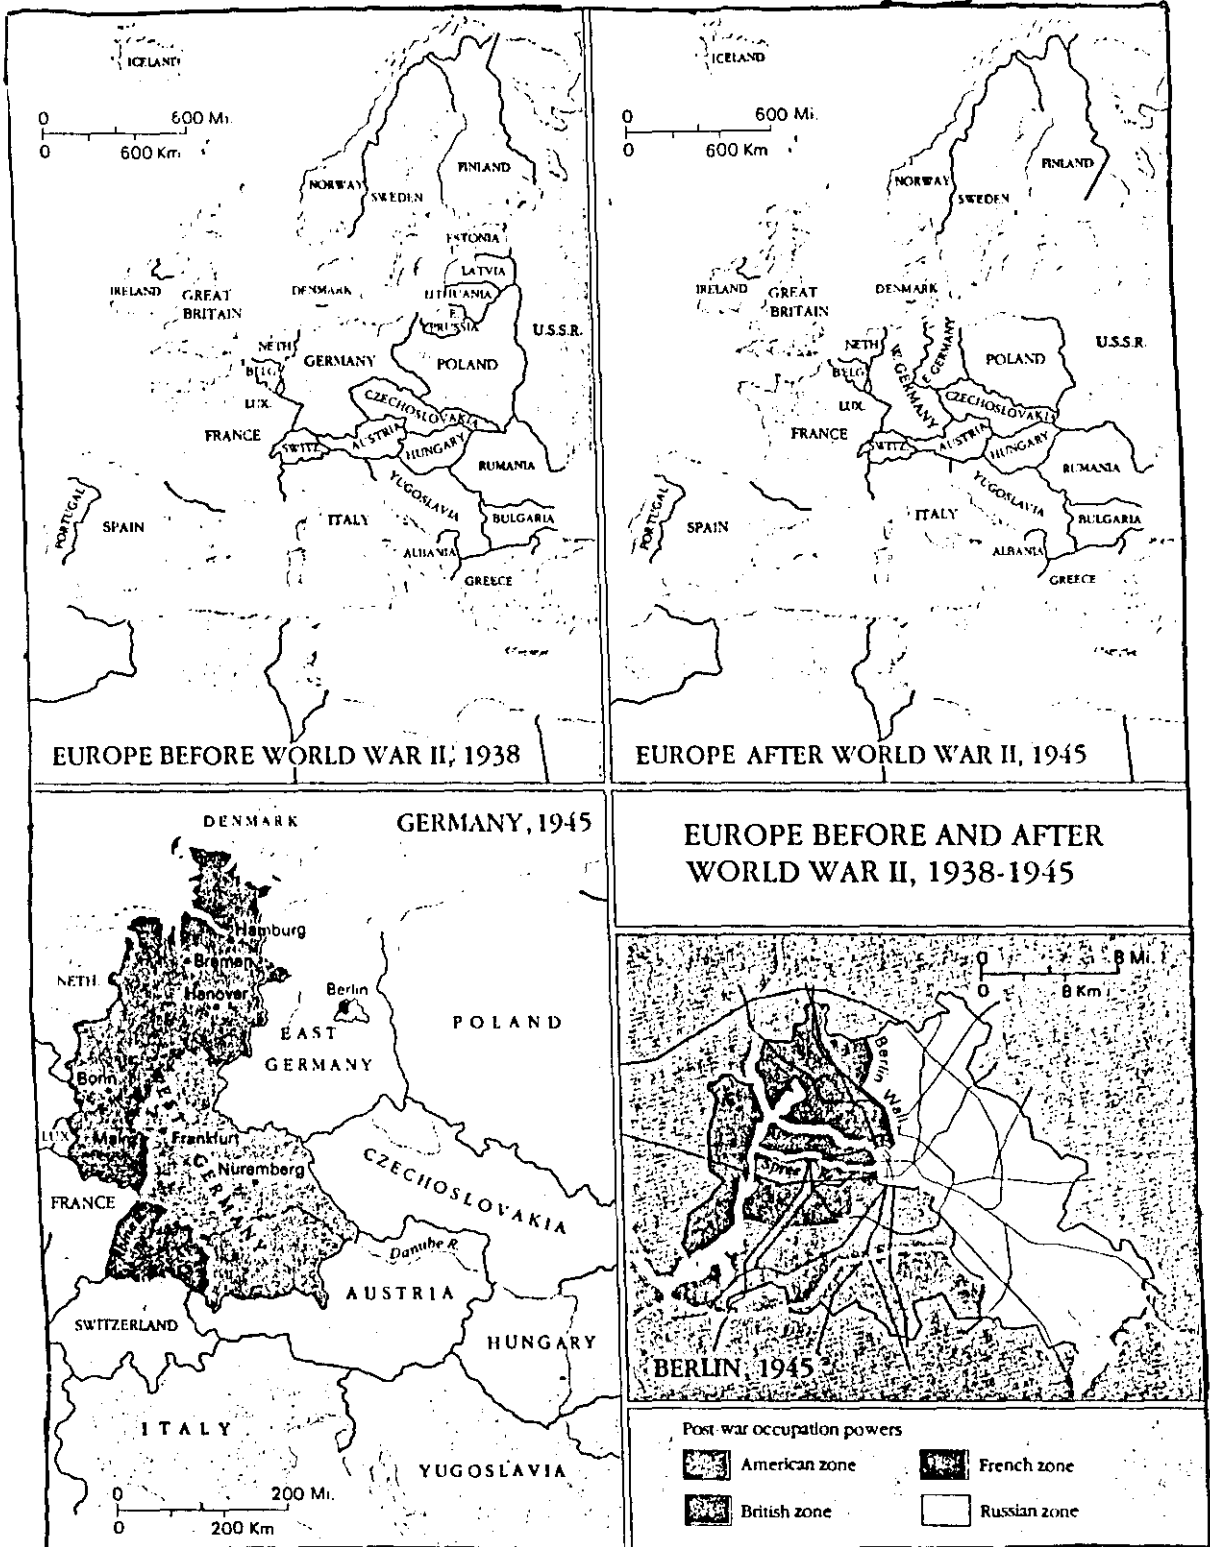 ICELAND
0 600 Mi.
0 600 Km
NORWAY
SWEDEN
FINLAND
ESTONIA
LATVIA
LITHUANIA
E.
PRUSSIA
IRELAND
GREAT
BRITAIN
DENMARK
U.S.S.R.
NETH
BELG
LUX.
GERMANY
POLAND
CZECHOSLOVAKIA
FRANCE
SWITZ.
AUSTRIA
HUNGARY
RUMANIA
YUGOSLAVIA
PORTUGAL
SPAIN
ITALY
BULGARIA
ALBANIA
GREECE
EUROPE BEFORE WORLD WAR II, 1938
ICELAND
0 600 Mi.
0 600 Km
NORWAY
SWEDEN
FINLAND
IRELAND
GREAT
BRITAIN
DENMARK
U.S.S.R.
NETH
BELG
LUX.
W. GERMANY
E. GERMANY
POLAND
CZECHOSLOVAKIA
FRANCE
SWITZ.
AUSTRIA
HUNGARY
RUMANIA
YUGOSLAVIA
PORTUGAL
SPAIN
ITALY
BULGARIA
ALBANIA
GREECE
EUROPE AFTER WORLD WAR II, 1945
GERMANY, 1945
DENMARK
Hamburg
Bremen
NETH.
Hanover
Berlin
EAST
GERMANY
POLAND
Bonn
WEST GERMANY
LUX
Mainz
Frankfurt
Nuremberg
FRANCE
CZECHOSLOVAKIA
Danube R.
AUSTRIA
SWITZERLAND
HUNGARY
ITALY
YUGOSLAVIA
0 200 Mi.
0 200 Km
EUROPE BEFORE AND AFTER
WORLD WAR II, 1938-1945
0 8 Mi.
0 8 Km
Berlin Wall
Spree
BERLIN, 1945
Post-war occupation powers
American zone
French zone
British zone
Russian zone